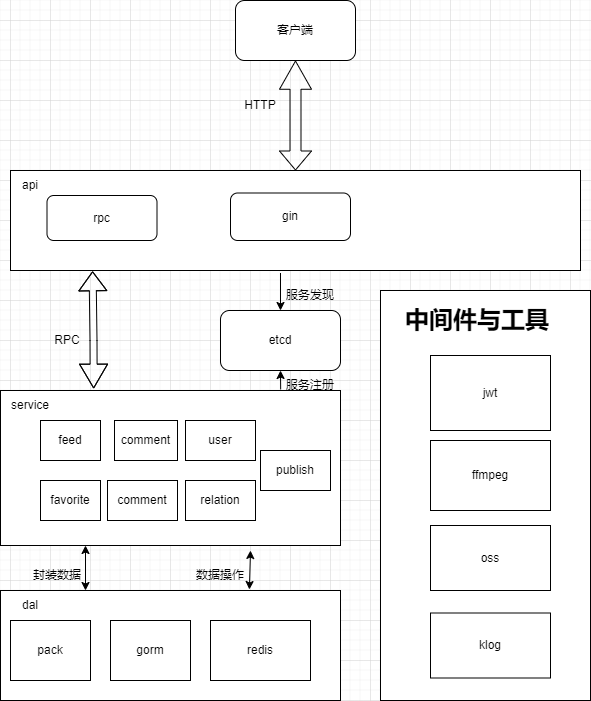 客户端
HTTP
api
rpc
gin
服务发现
RPC
etcd
服务注册
service
feed
comment
user
publish
favorite
comment
relation
封装数据
数据操作
dal
pack
gorm
redis
中间件与工具
jwt
ffmpeg
oss
klog